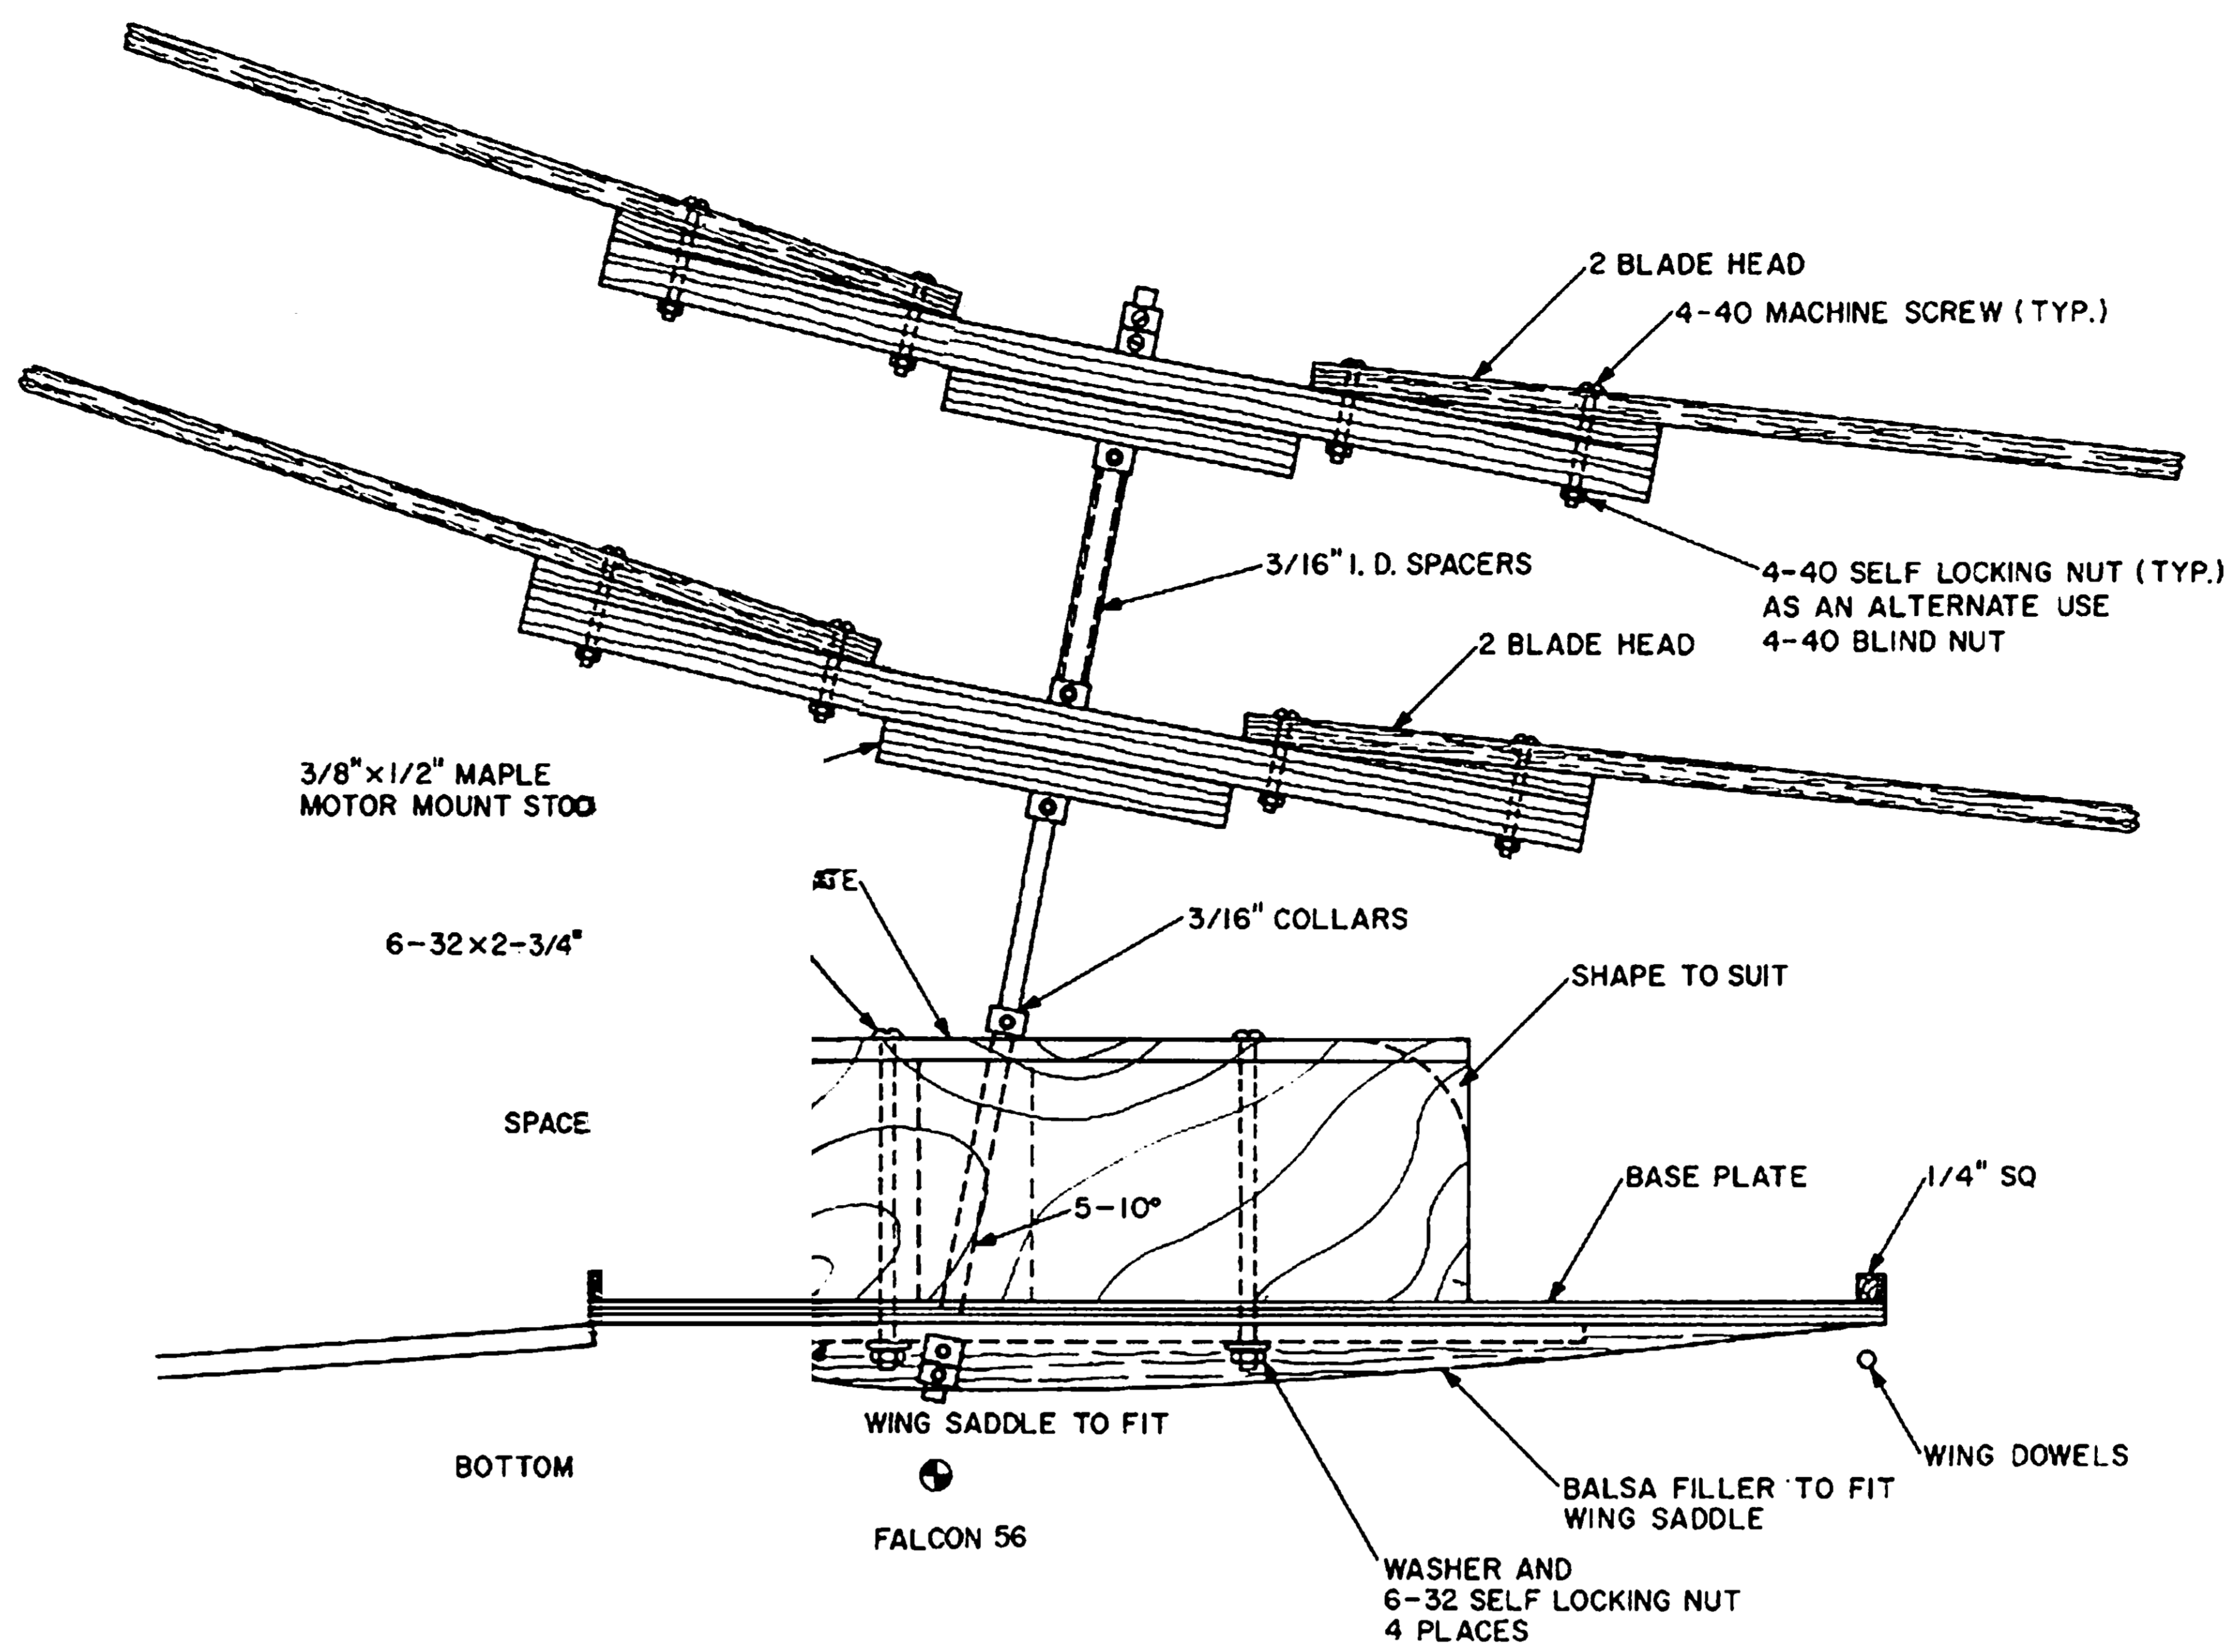 2 BLADE HEAD
4-40 MACHINE SCREW (TYP.)
3/16" I. D. SPACERS
4-40 SELF LOCKING NUT (TYP.)
AS AN ALTERNATE USE
4-40 BLIND NUT
2 BLADE HEAD
3/8" x 1/2" MAPLE
MOTOR MOUNT
3/16" COLLARS
6-32 x 2-3/4"
SHAPE TO SUIT
SPACE
BASE PLATE
1/4" SQ
5-10°
WING SADDLE TO FIT
BOTTOM
WING DOWELS
BALSA FILLER TO FIT
WING SADDLE
FALCON 56
WASHER AND
6-32 SELF LOCKING NUT
4 PLACES